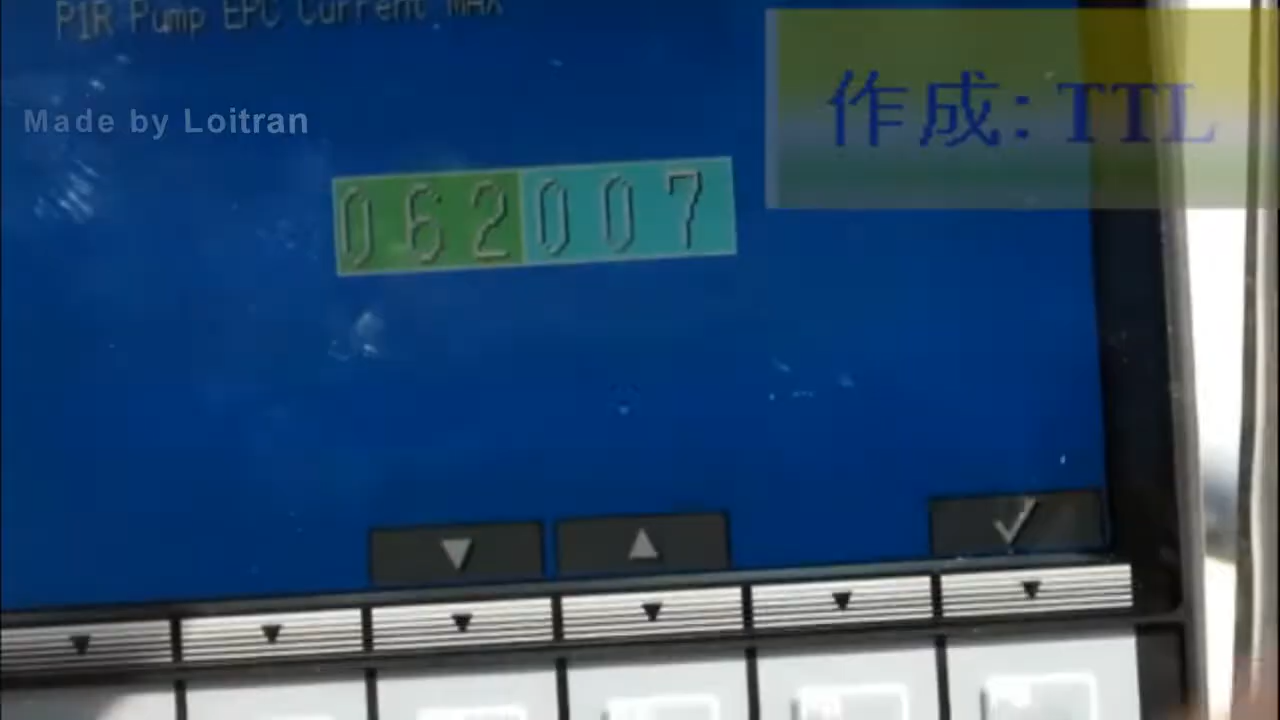 P1R Pump EPC Current MAX
作成: TTL
Made by Loitran
062007